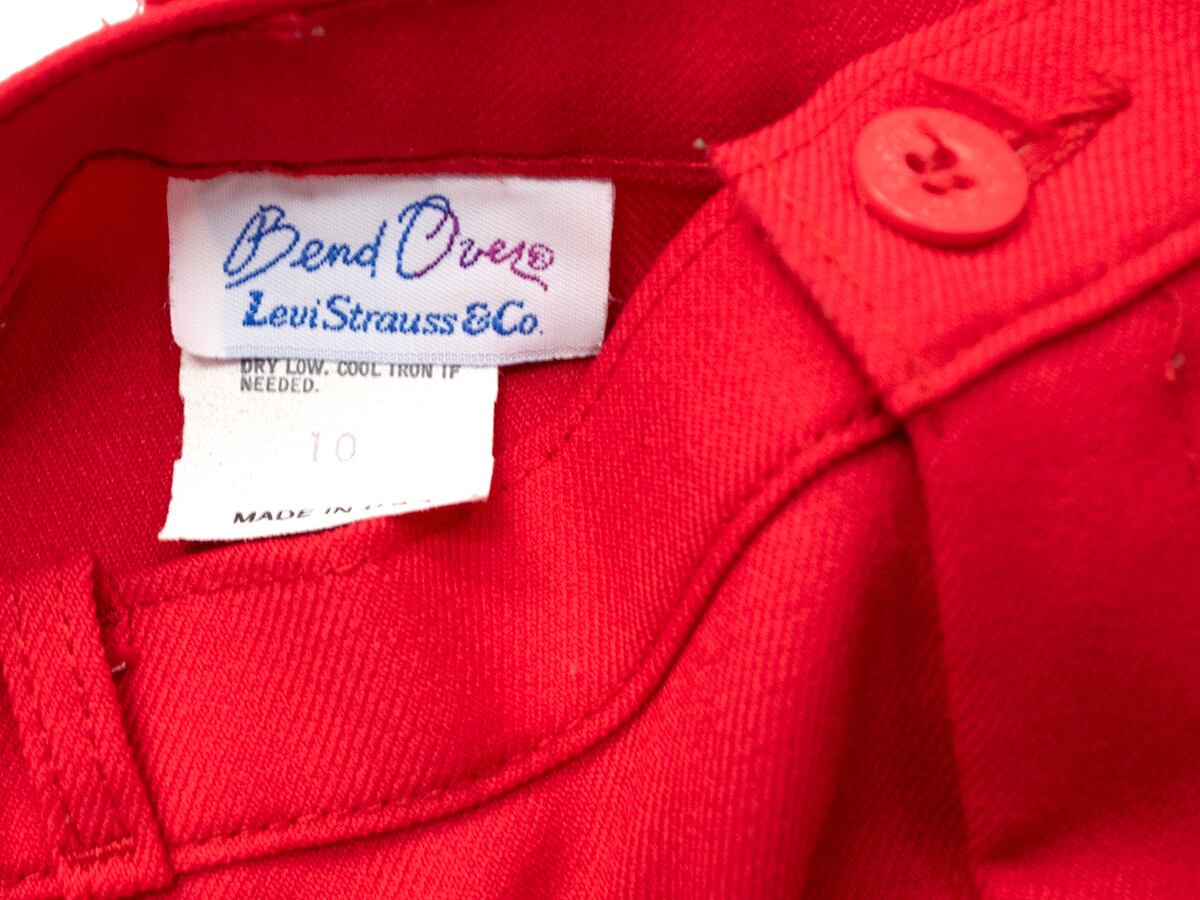 Bend Over®
Levi Strauss & Co.
DRY LOW. COOL IRON IF
NEEDED.
10
MADE IN